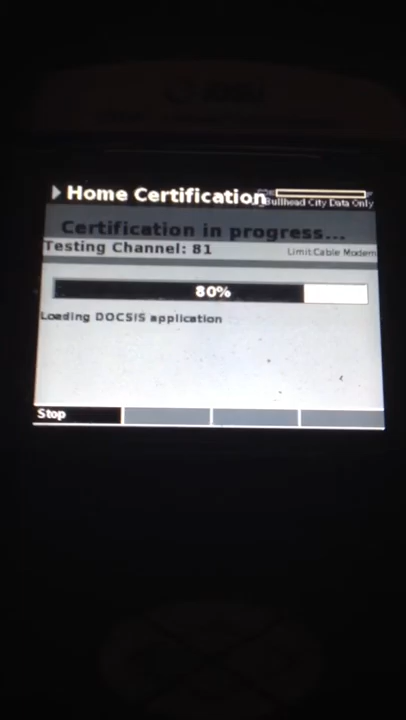 Home Certification
Bullhead City Data Only
Certification in progress...
Testing Channel: 81
Limit:Cable Modem
80%
Loading DOCSIS application
Stop